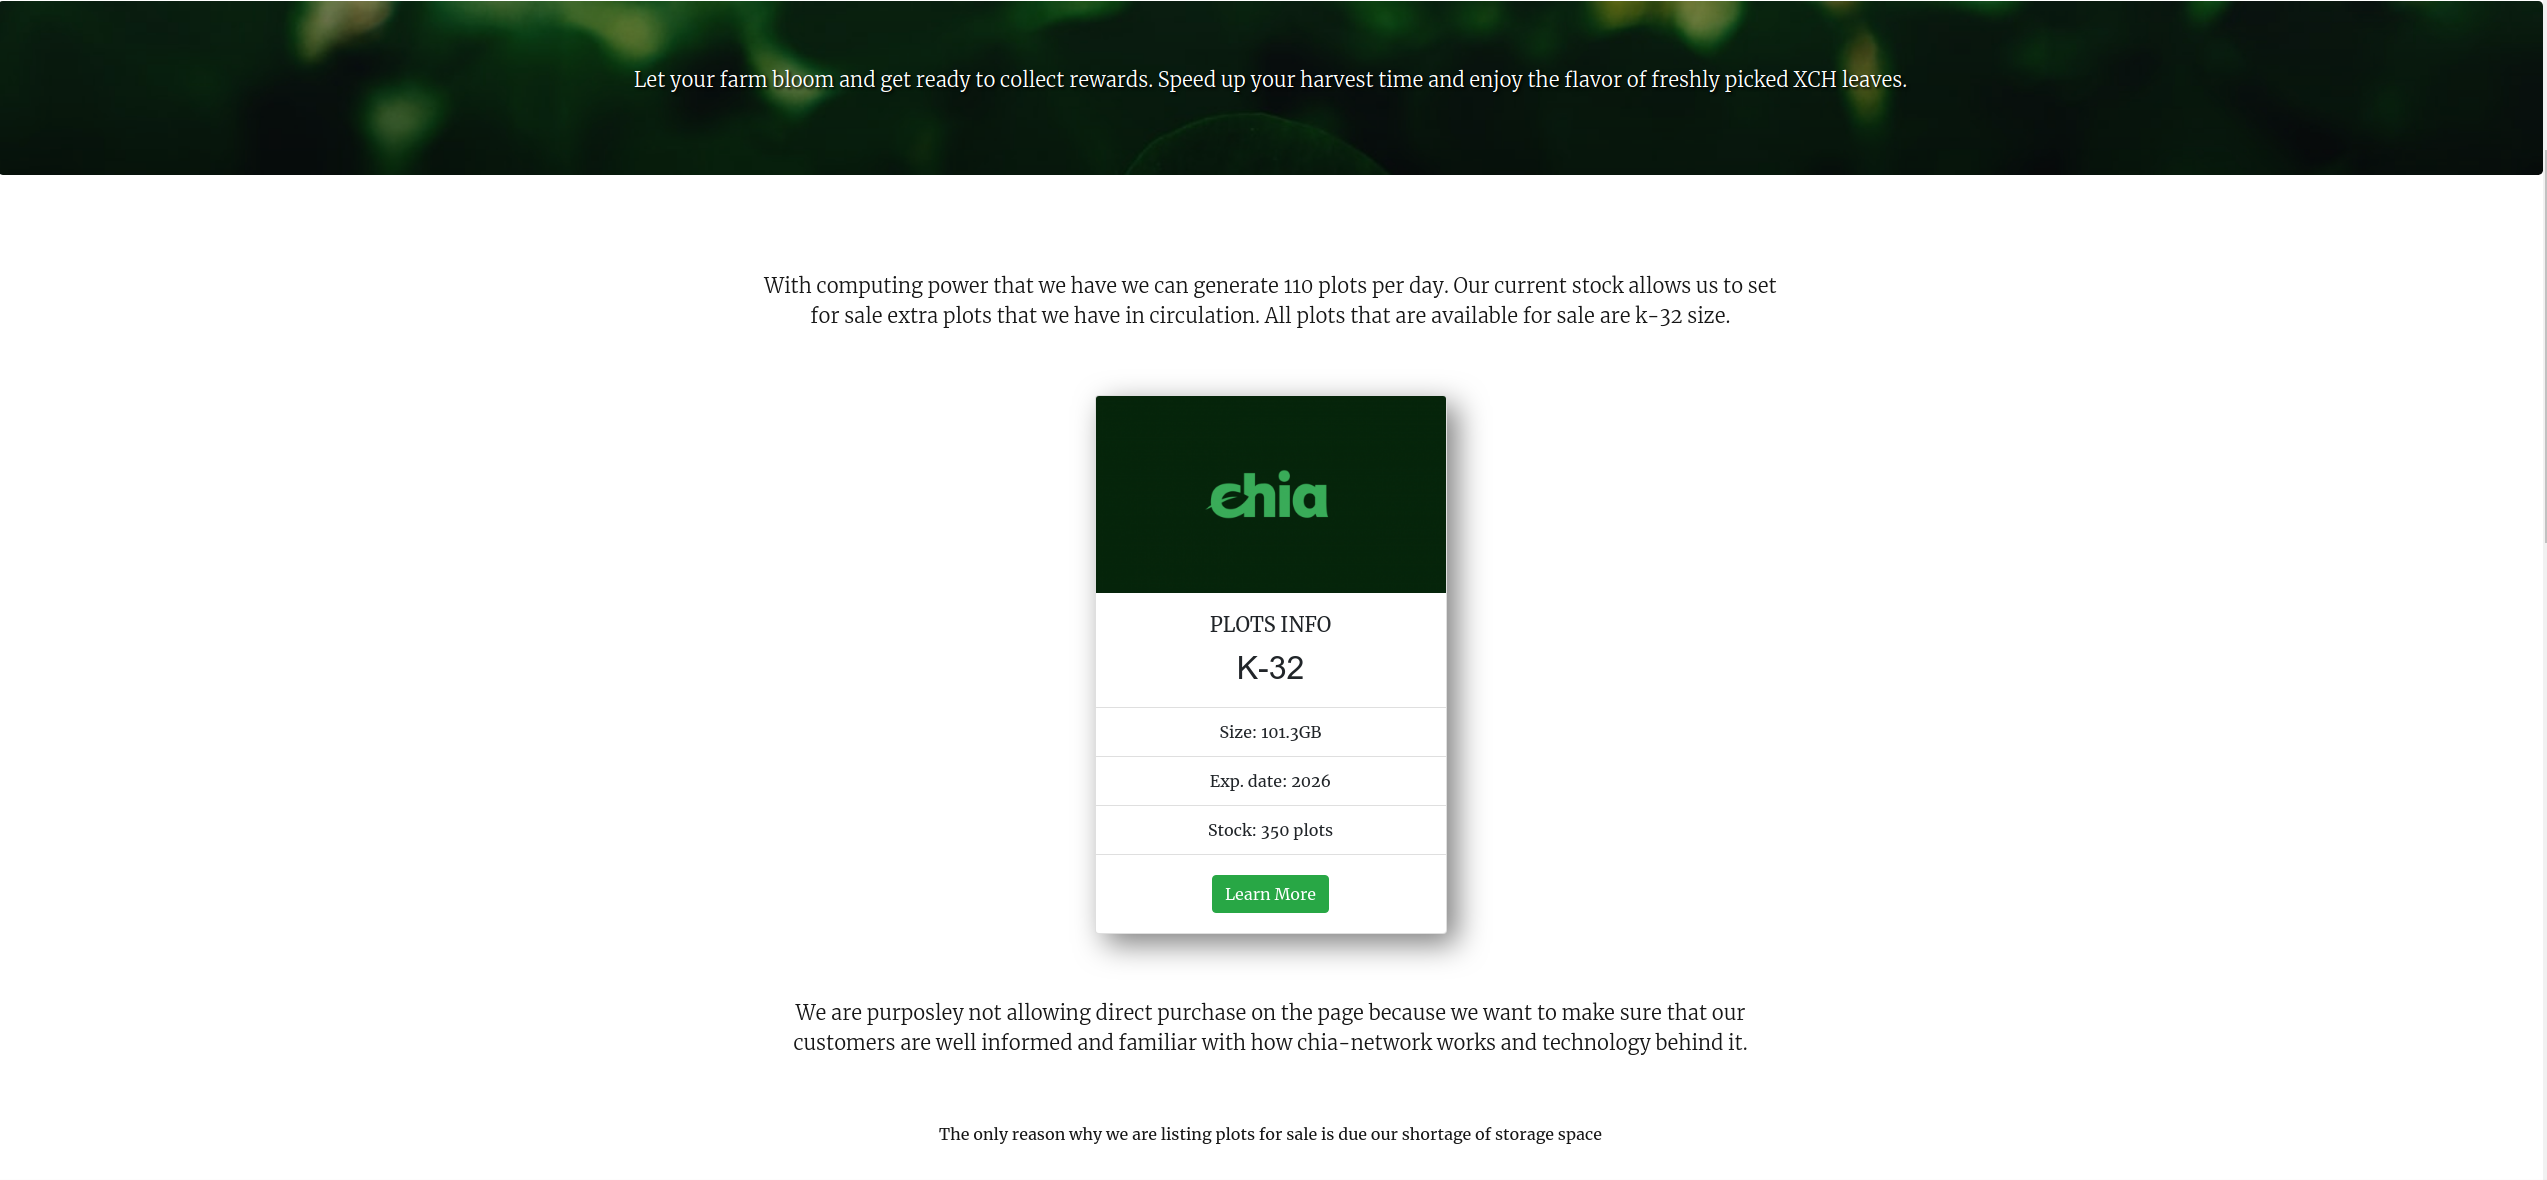 Let your farm bloom and get ready to collect rewards. Speed up your harvest time and enjoy the flavor of freshly picked XCH leaves.
With computing power that we have we can generate 110 plots per day. Our current stock allows us to set
for sale extra plots that we have in circulation. All plots that are available for sale are k-32 size.
chia
PLOTS INFO
K-32
Size: 101.3GB
Exp. date: 2026
Stock: 350 plots
Learn More
We are purposley not allowing direct purchase on the page because we want to make sure that our
customers are well informed and familiar with how chia-network works and technology behind it.
The only reason why we are listing plots for sale is due our shortage of storage space